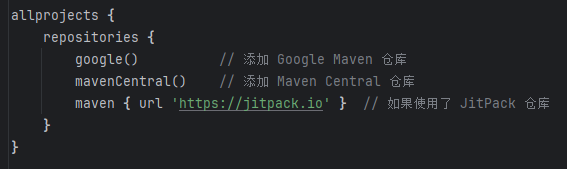 allprojects {
    repositories {
        google()          // 添加 Google Maven 仓库
        mavenCentral()    // 添加 Maven Central 仓库
        maven { url 'https://jitpack.io' }  // 如果使用了 JitPack 仓库
    }
}